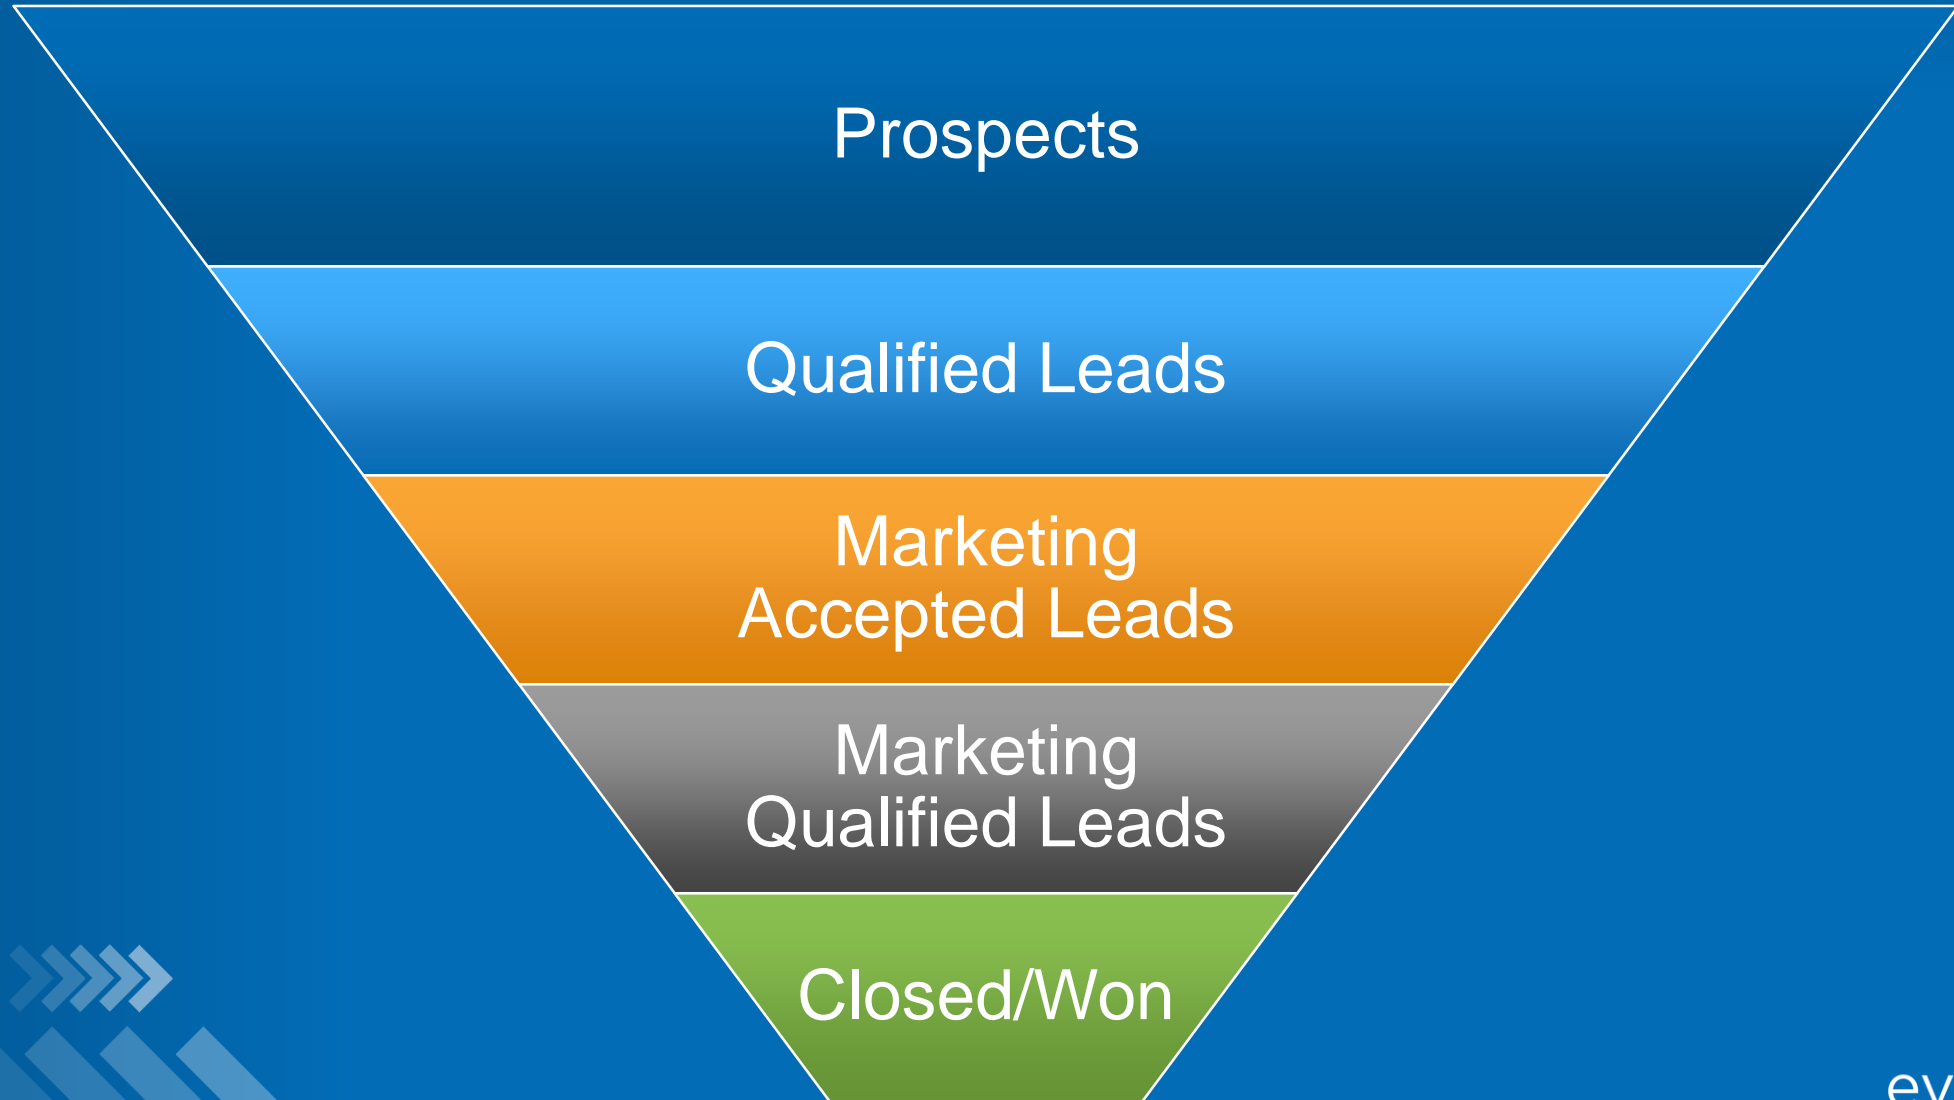 Prospects
Qualified Leads
Marketing
Accepted Leads
Marketing
Qualified Leads
Closed/Won